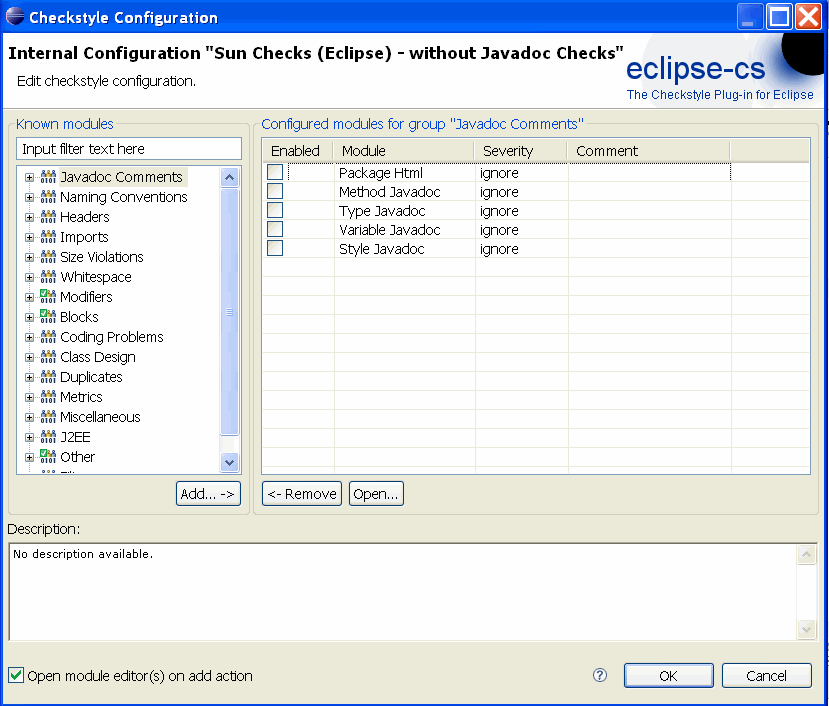 Checkstyle Configuration
Internal Configuration "Sun Checks (Eclipse) - without Javadoc Checks"
Edit checkstyle configuration.
eclipse-cs
The Checkstyle Plug-in for Eclipse
Known modules
Input filter text here
Javadoc Comments
Naming Conventions
Headers
Imports
Size Violations
Whitespace
Modifiers
Blocks
Coding Problems
Class Design
Duplicates
Metrics
Miscellaneous
J2EE
Other
Add... ->
Configured modules for group "Javadoc Comments"
Enabled Module Severity Comment
Package Html ignore
Method Javadoc ignore
Type Javadoc ignore
Variable Javadoc ignore
Style Javadoc ignore
<- Remove Open...
Description:
No description available.
Open module editor(s) on add action
? OK Cancel